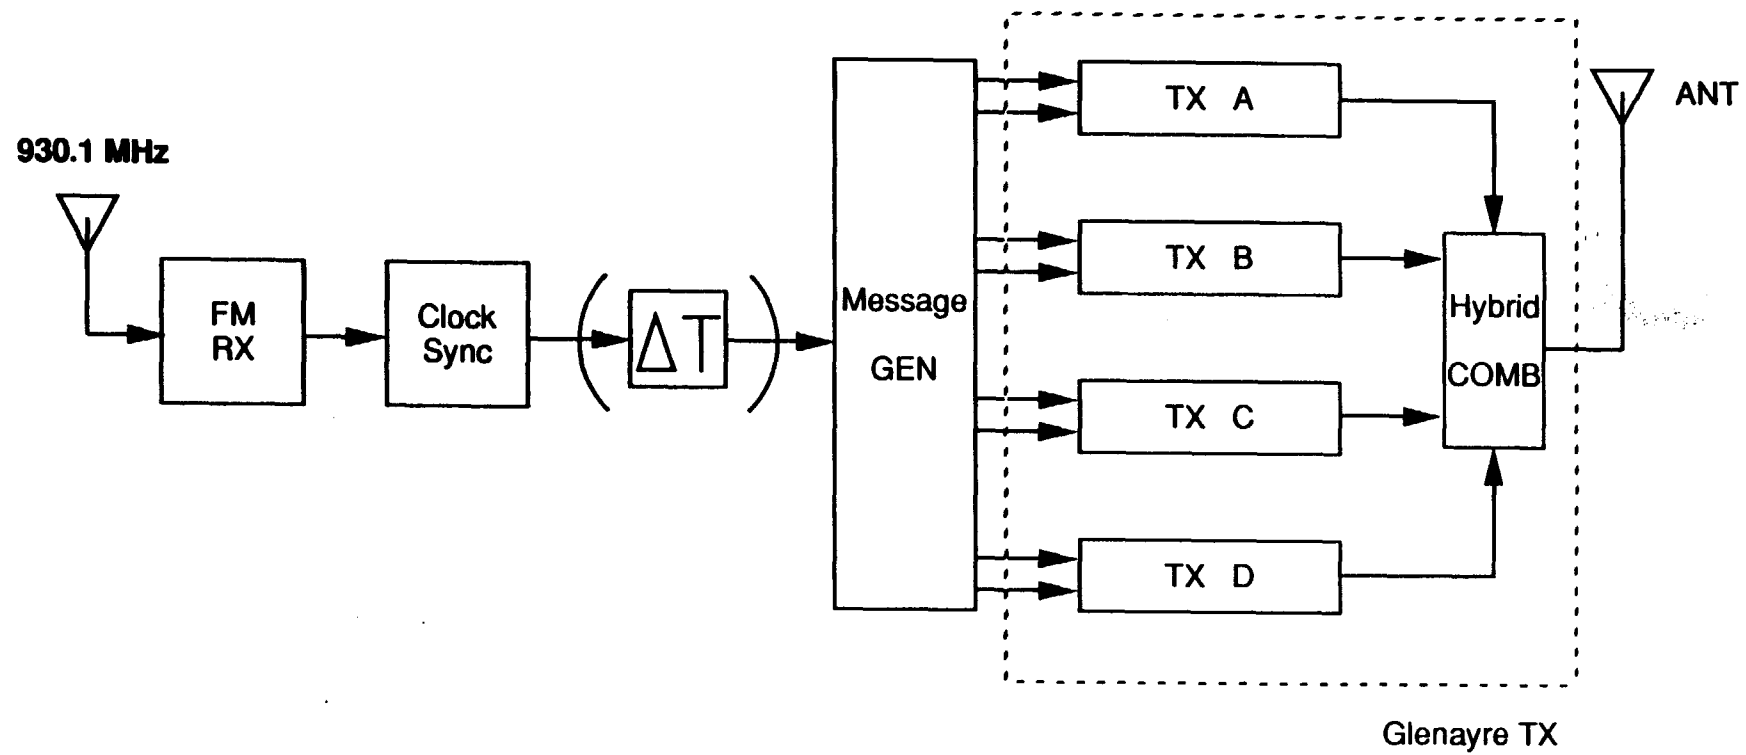 930.1 MHz
FM
RX
Clock
Sync
ΔT
Message
GEN
TX A
TX B
TX C
TX D
Hybrid
COMB
ANT
Glenayre TX